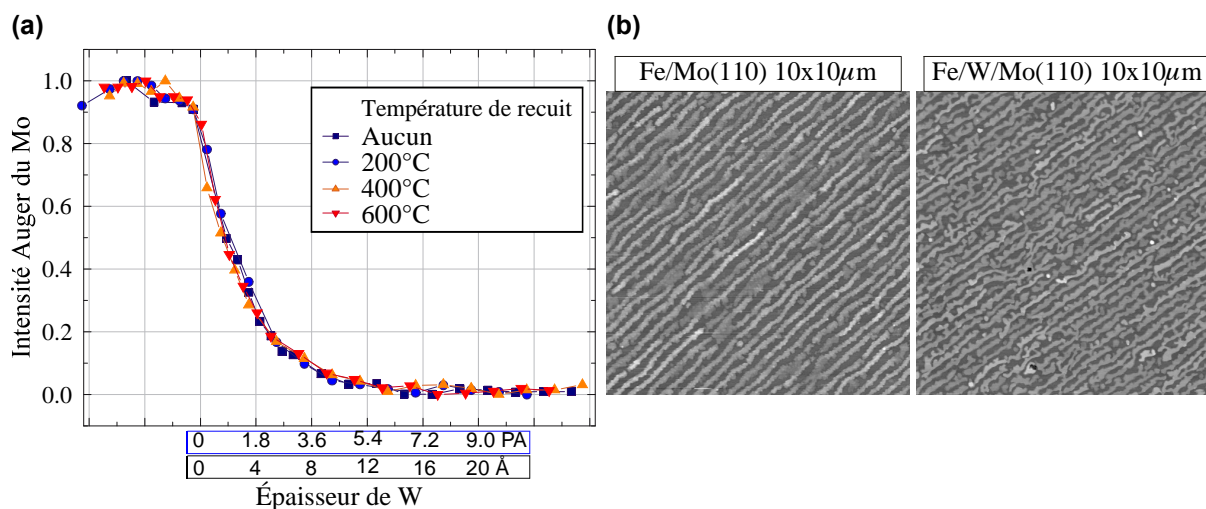 (a)
(b)
Fe/Mo(110) 10x10μm
Fe/W/Mo(110) 10x10μm
Intensité Auger du Mo
1.0
0.8
0.6
0.4
0.2
0.0
Température de recuit
Aucun
200°C
400°C
600°C
0 1.8 3.6 5.4 7.2 9.0 PA
0 4 8 12 16 20 Å
Épaisseur de W